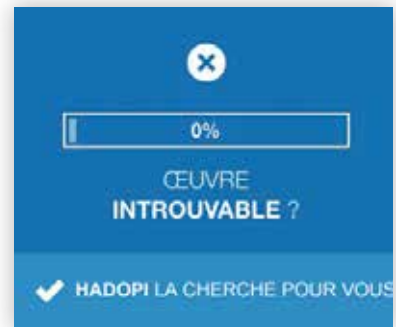 0%
ŒUVRE
INTROUVABLE ?
HADOPI LA CHERCHE POUR VOUS